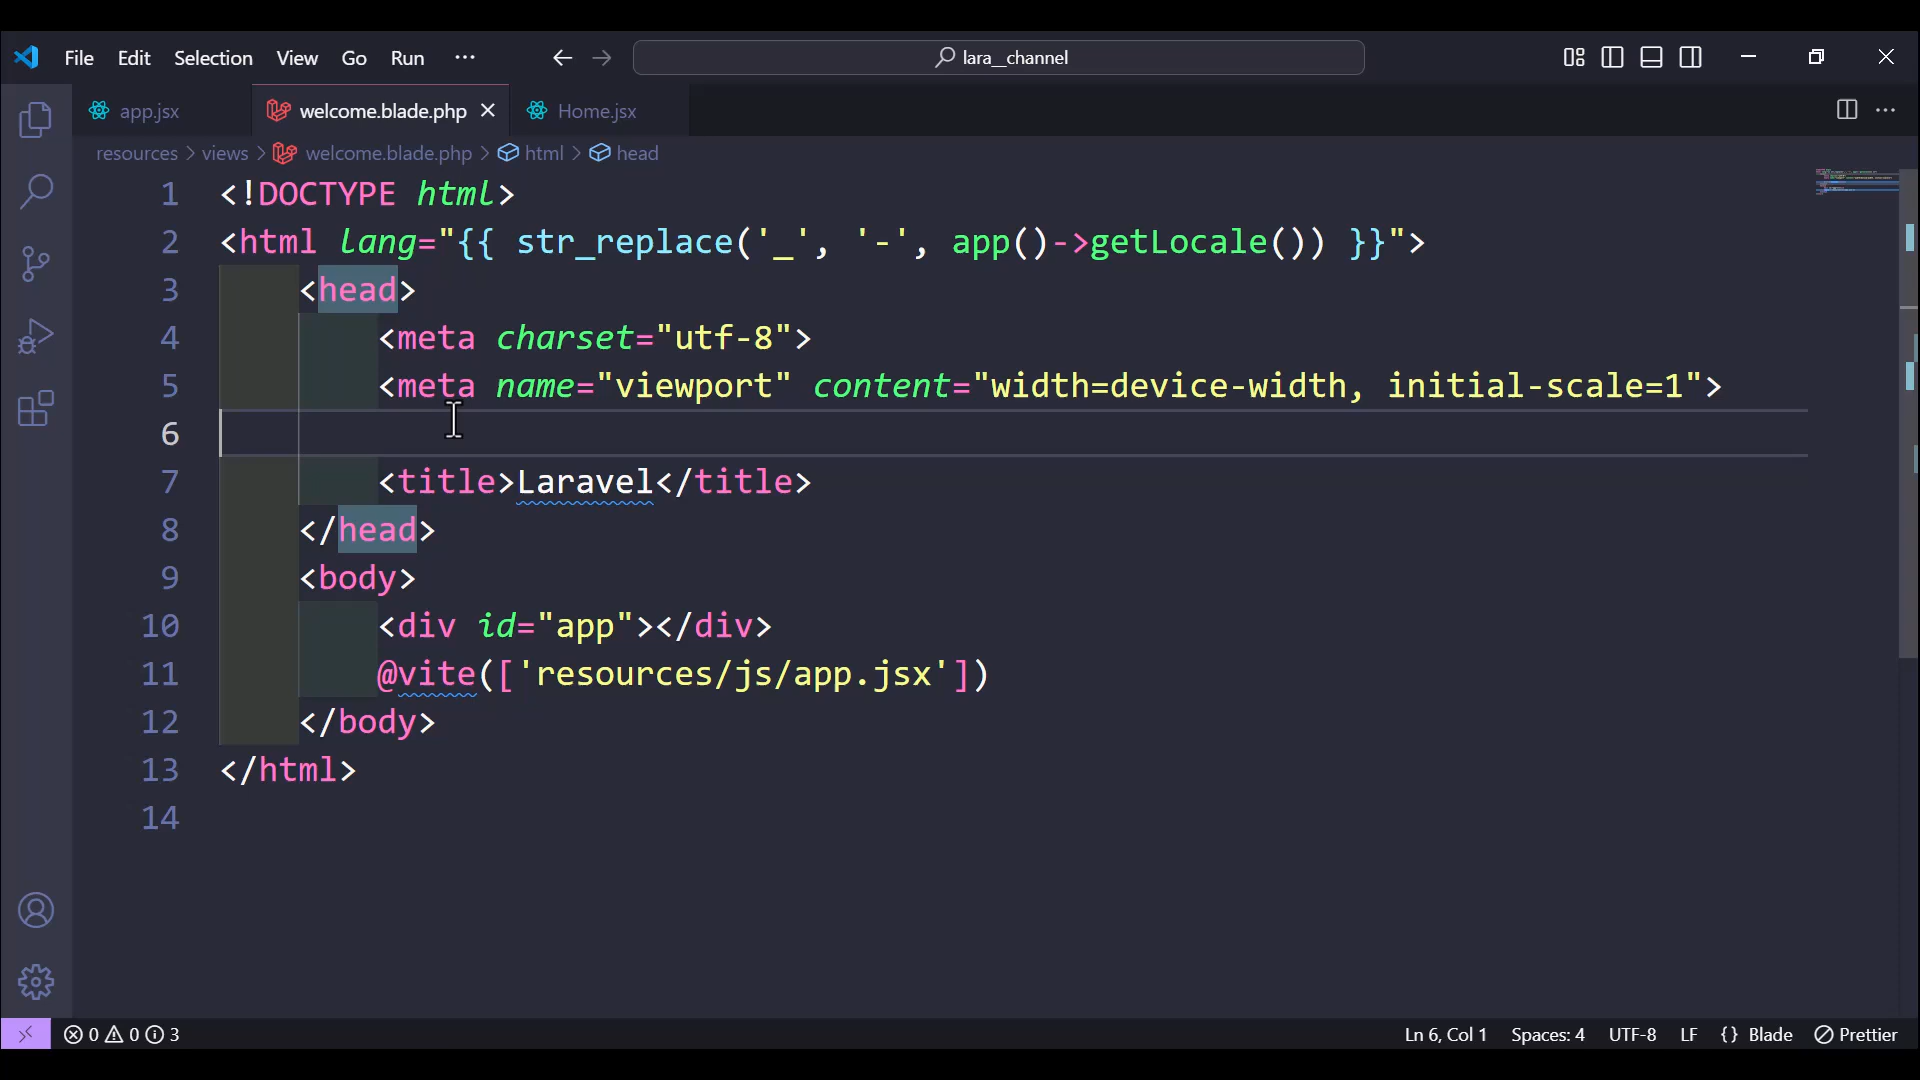 File Edit Selection View Go Run ··· lara__channel
app.jsx welcome.blade.php Home.jsx
resources > views > welcome.blade.php > html > head
1 <!DOCTYPE html>
2 <html lang="{{ str_replace('_', '-', app()->getLocale()) }}">
3 <head>
4 <meta charset="utf-8">
5 <meta name="viewport" content="width=device-width, initial-scale=1">
6
7 <title>Laravel</title>
8 </head>
9 <body>
10 <div id="app"></div>
11 @vite(['resources/js/app.jsx'])
12 </body>
13 </html>
14
0 0 3 Ln 6, Col 1 Spaces: 4 UTF-8 LF {} Blade Prettier